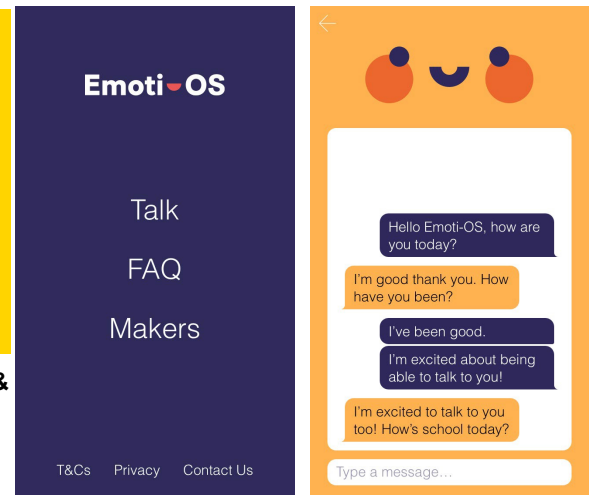 Emoti-OS
Talk
FAQ
Makers
T&Cs Privacy Contact Us
&
Hello Emoti-OS, how are
you today?
I'm good thank you. How
have you been?
I've been good.
I'm excited about being
able to talk to you!
I'm excited to talk to you
too! How's school today?
Type a message...